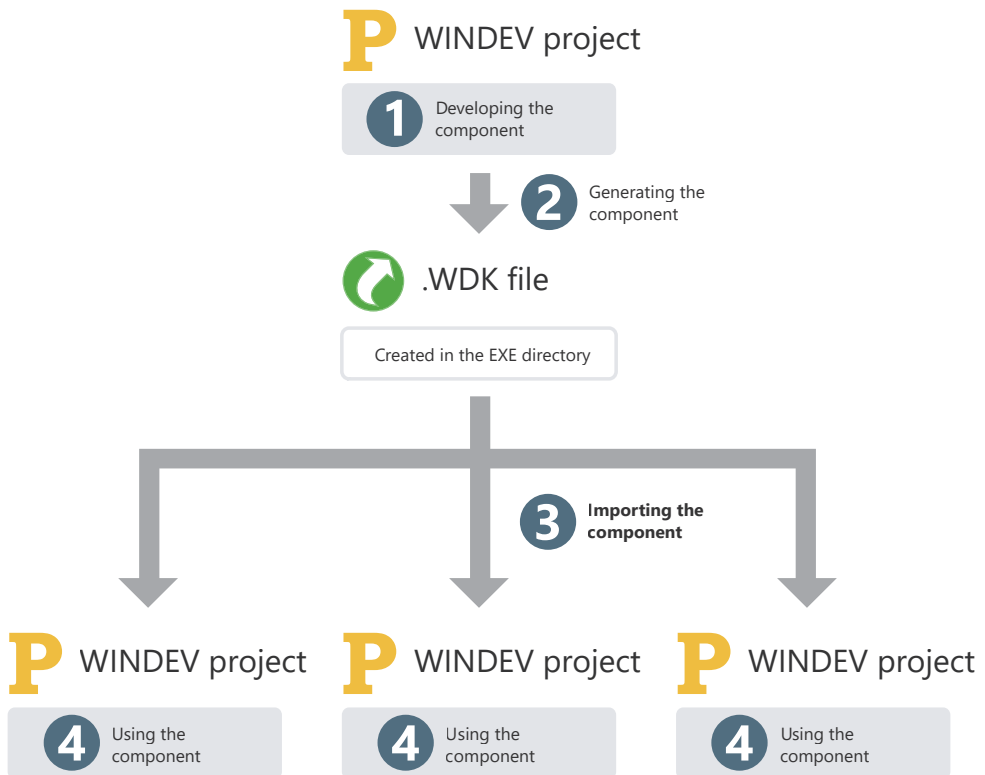 P WINDEV project
1 Developing the
component
2 Generating the
component
.WDK file
Created in the EXE directory
3 Importing the
component
P WINDEV project
P WINDEV project
P WINDEV project
4 Using the
component
4 Using the
component
4 Using the
component